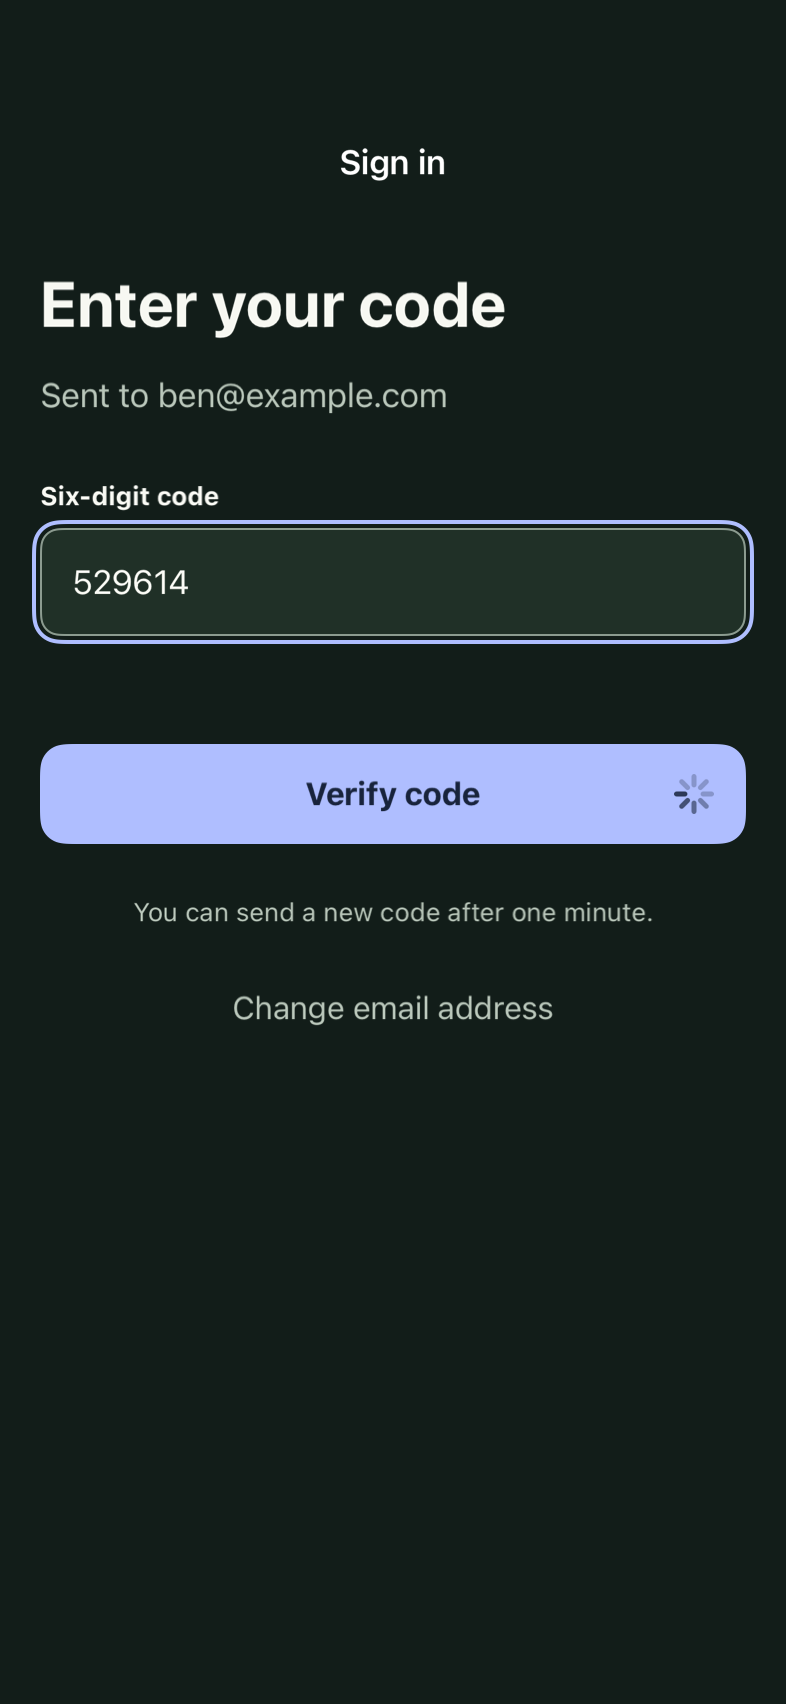 Sign in
Enter your code
Sent to ben@example.com
Six-digit code
529614
Verify code
You can send a new code after one minute.
Change email address